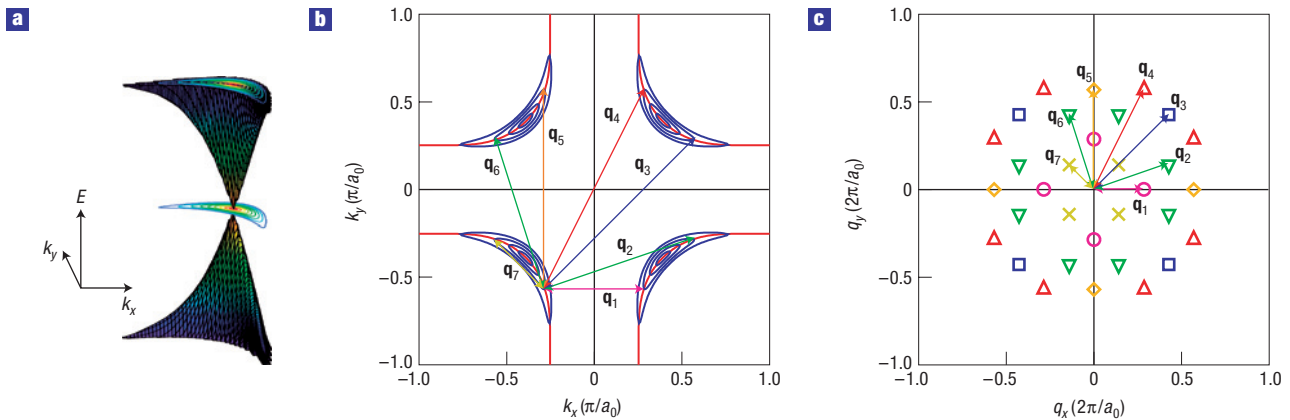 a
E
k_y
k_x
b
1.0
0.5
0
−0.5
−1.0
k_y (π/a_0)
q_5
q_4
q_6
q_3
q_7
q_2
q_1
−1.0
−0.5
0
0.5
1.0
k_x (π/a_0)
c
1.0
0.5
0
−0.5
−1.0
q_y (2π/a_0)
q_5
q_4
q_3
q_6
q_7
q_2
q_1
−1.0
−0.5
0
0.5
1.0
q_x (2π/a_0)